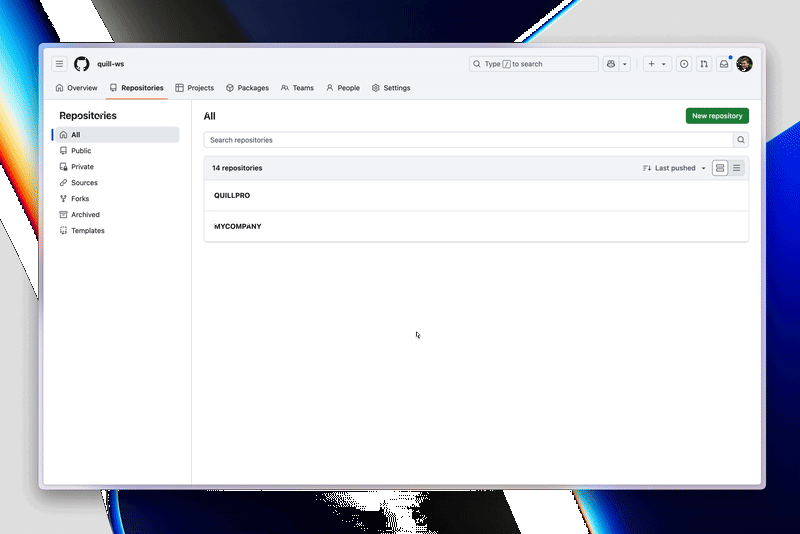 quill-ws
Type / to search
Overview
Repositories
Projects
Packages
Teams
People
Settings
Repositories
All
Public
Private
Sources
Forks
Archived
Templates
All
New repository
Search repositories
14 repositories
Last pushed
QUILLPRO
MYCOMPANY